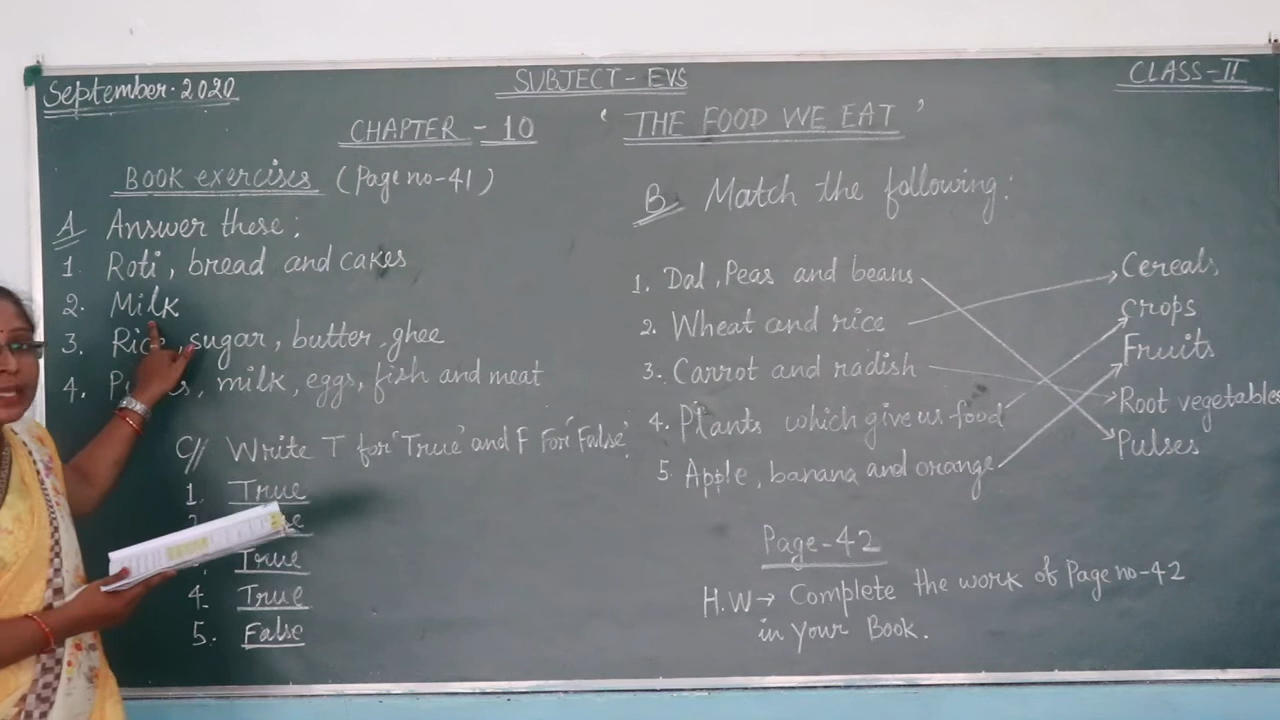 September. 2020
SUBJECT - EVS
CLASS - II
CHAPTER - 10 ' THE FOOD WE EAT '
BOOK exercises (Page no - 41)
A Answer these :
1. Roti, bread and cakes
2. Milk
3. Rice, sugar, butter, ghee
4. milk, eggs, fish and meat
C// Write T for 'True' and F For 'False'.
1. True
True
4. True
5. False
B Match the following :
1. Dal, Peas and beans
2. Wheat and rice
3. Carrot and radish
4. Plants which give us food
5. Apple, banana and orange
Cereals
Crops
Fruits
Root vegetables
Pulses
Page - 42
H.W → Complete the work of Page no - 42
in your Book.